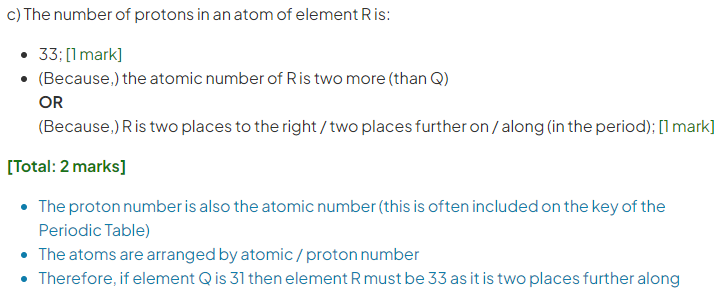 c) The number of protons in an atom of element R is:
• 33; [1 mark]
• (Because,) the atomic number of R is two more (than Q)
OR
(Because,) R is two places to the right / two places further on / along (in the period); [1 mark]
[Total: 2 marks]
• The proton number is also the atomic number (this is often included on the key of the
Periodic Table)
• The atoms are arranged by atomic / proton number
• Therefore, if element Q is 31 then element R must be 33 as it is two places further along